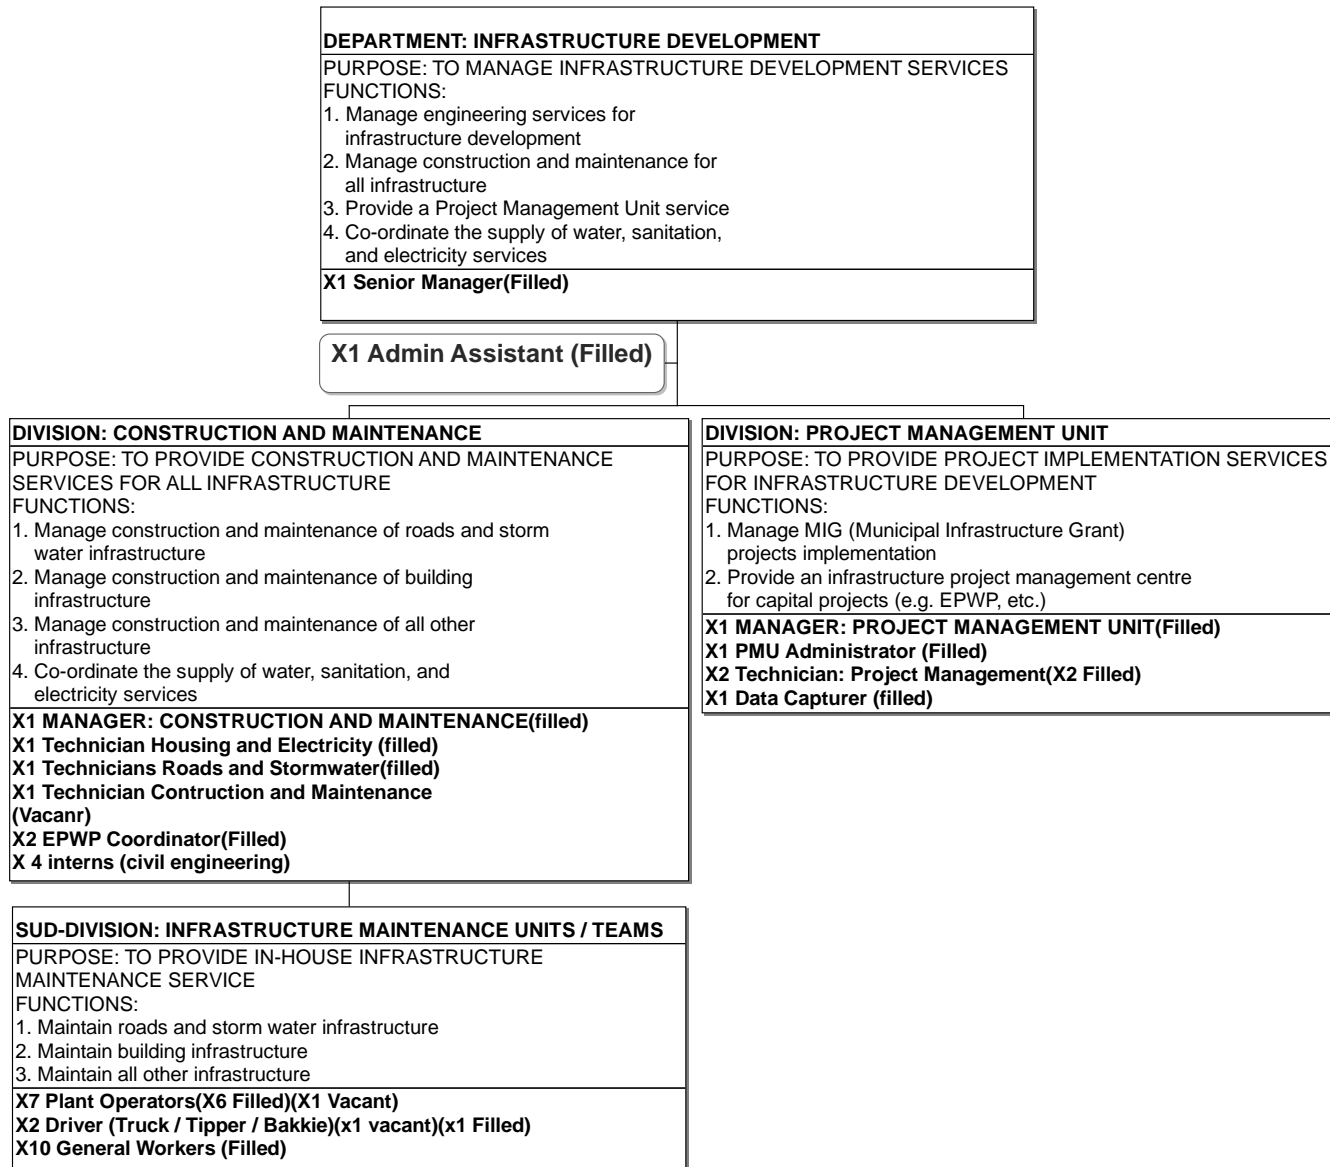 DEPARTMENT: INFRASTRUCTURE DEVELOPMENT
PURPOSE: TO MANAGE INFRASTRUCTURE DEVELOPMENT SERVICES
FUNCTIONS:
1. Manage engineering services for
infrastructure development
2. Manage construction and maintenance for
all infrastructure
3. Provide a Project Management Unit service
4. Co-ordinate the supply of water, sanitation,
and electricity services
X1 Senior Manager(Filled)
X1 Admin Assistant (Filled)
DIVISION: CONSTRUCTION AND MAINTENANCE
PURPOSE: TO PROVIDE CONSTRUCTION AND MAINTENANCE
SERVICES FOR ALL INFRASTRUCTURE
FUNCTIONS:
1. Manage construction and maintenance of roads and storm
water infrastructure
2. Manage construction and maintenance of building
infrastructure
3. Manage construction and maintenance of all other
infrastructure
4. Co-ordinate the supply of water, sanitation, and
electricity services
X1 MANAGER: CONSTRUCTION AND MAINTENANCE(filled)
X1 Technician Housing and Electricity (filled)
X1 Technicians Roads and Stormwater(filled)
X1 Technician Contruction and Maintenance
(Vacanr)
X2 EPWP Coordinator(Filled)
X 4 interns (civil engineering)
DIVISION: PROJECT MANAGEMENT UNIT
PURPOSE: TO PROVIDE PROJECT IMPLEMENTATION SERVICES
FOR INFRASTRUCTURE DEVELOPMENT
FUNCTIONS:
1. Manage MIG (Municipal Infrastructure Grant)
projects implementation
2. Provide an infrastructure project management centre
for capital projects (e.g. EPWP, etc.)
X1 MANAGER: PROJECT MANAGEMENT UNIT(Filled)
X1 PMU Administrator (Filled)
X2 Technician: Project Management(X2 Filled)
X1 Data Capturer (filled)
SUD-DIVISION: INFRASTRUCTURE MAINTENANCE UNITS / TEAMS
PURPOSE: TO PROVIDE IN-HOUSE INFRASTRUCTURE
MAINTENANCE SERVICE
FUNCTIONS:
1. Maintain roads and storm water infrastructure
2. Maintain building infrastructure
3. Maintain all other infrastructure
X7 Plant Operators(X6 Filled)(X1 Vacant)
X2 Driver (Truck / Tipper / Bakkie)(x1 vacant)(x1 Filled)
X10 General Workers (Filled)